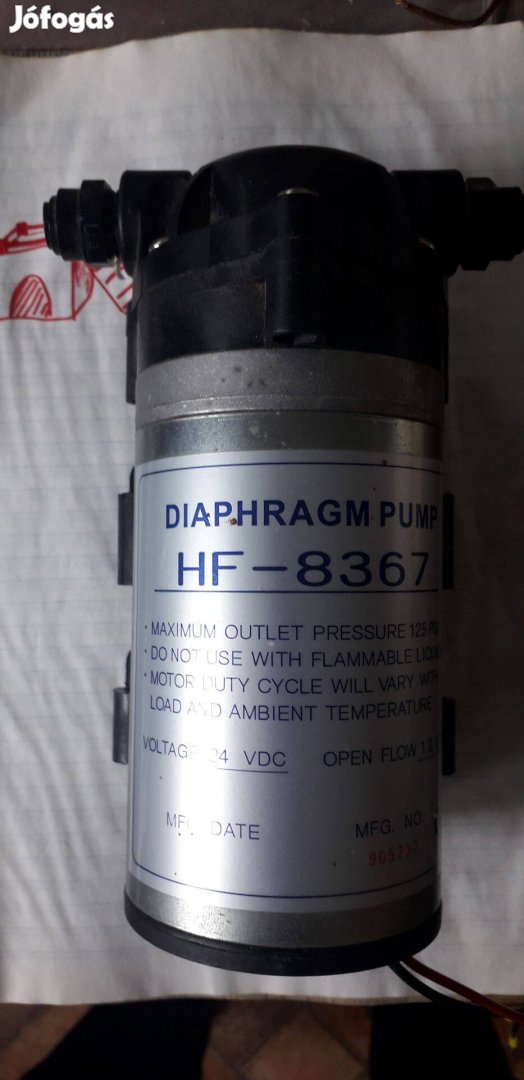 Jófogás
DIAPHRAGM PUMP
HF-8367
· MAXIMUM OUTLET PRESSURE 125
· DO NOT USE WITH FLAMMABLE
· MOTOR DUTY CYCLE WILL VARY WITH
LOAD AND AMBIENT TEMPERATURE
VOLTAGE 24 VDC OPEN FLOW
MFG DATE MFG. NO: